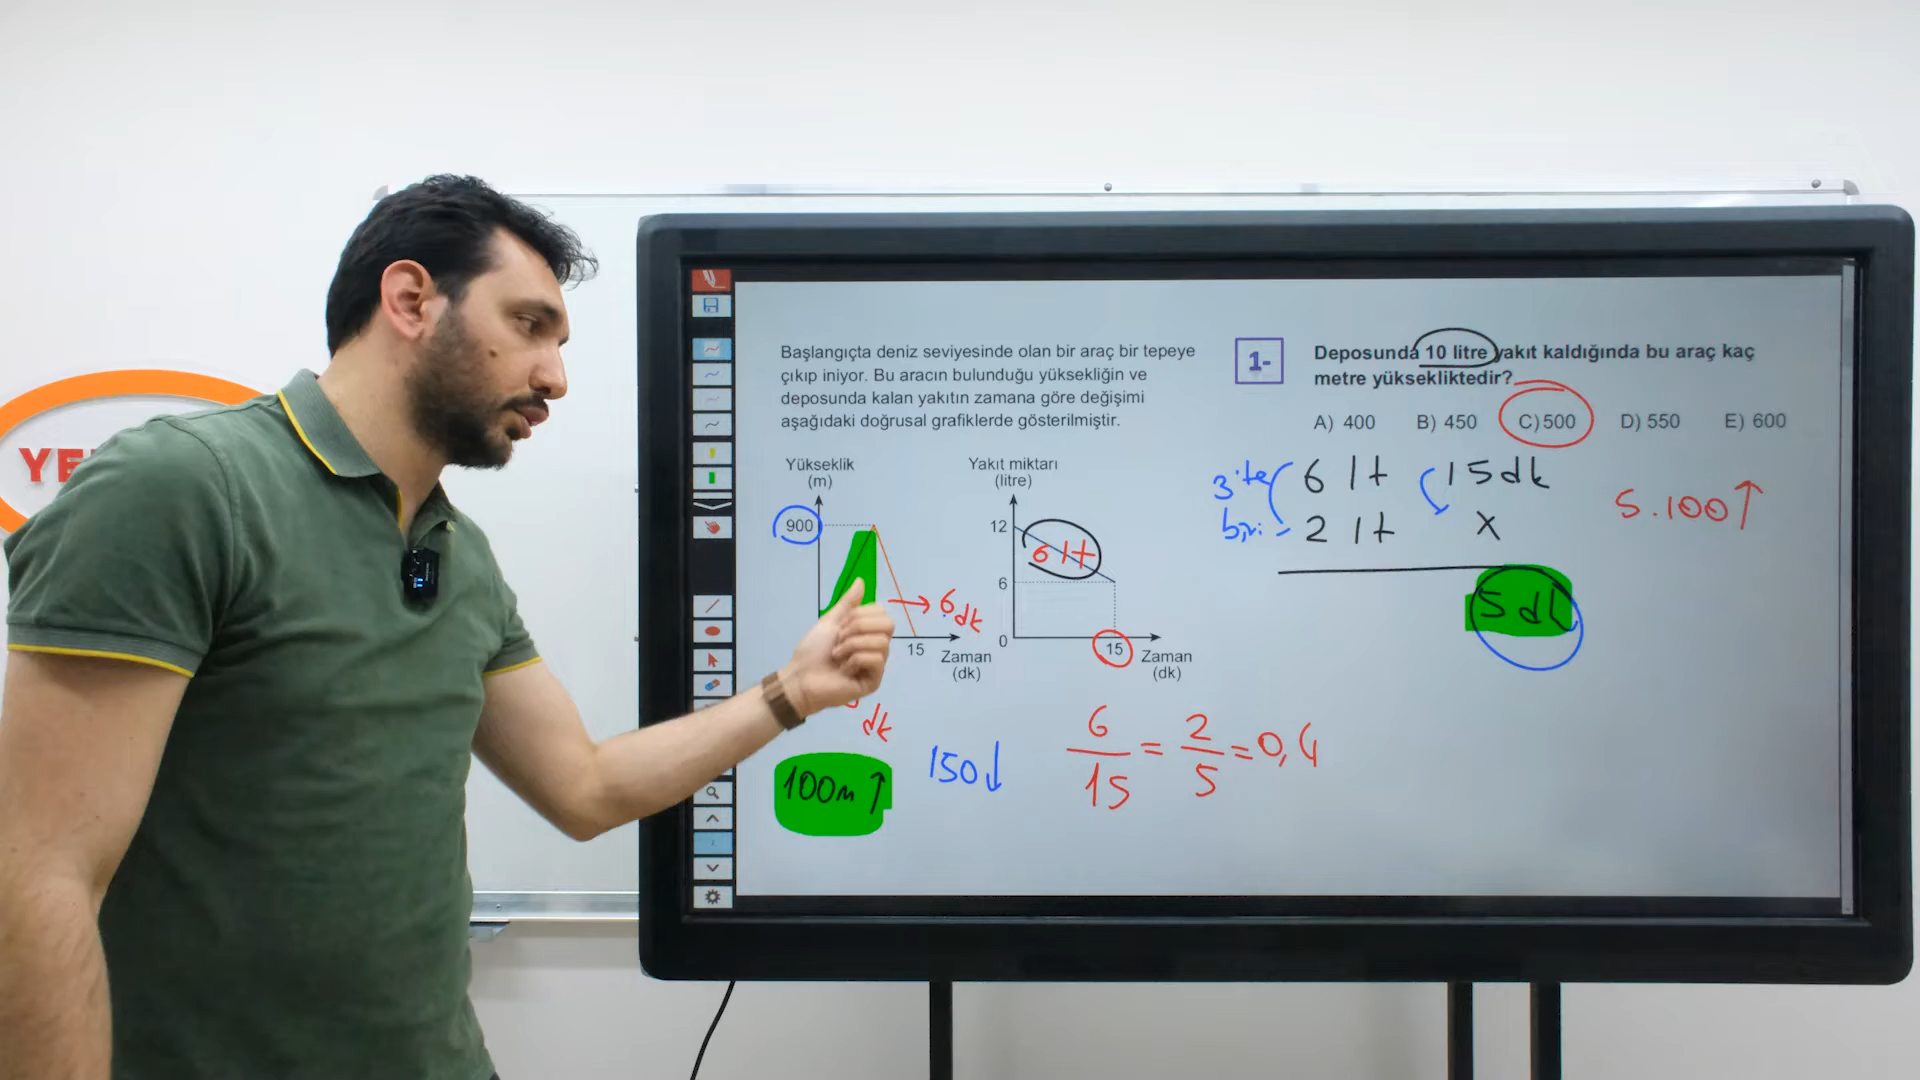 YE
Başlangıçta deniz seviyesinde olan bir araç bir tepeye
çıkıp iniyor. Bu aracın bulunduğu yüksekliğin ve
deposunda kalan yakıtın zamana göre değişimi
aşağıdaki doğrusal grafiklerde gösterilmiştir.
Yükseklik
(m)
900
15
Zaman
(dk)
6 dk
dk
100m ↑
150 ↓
Yakıt miktarı
(litre)
12
6 lt
6
0
15
Zaman
(dk)
6/15 = 2/5 = 0,4
1-
Deposunda 10 litre yakıt kaldığında bu araç kaç
metre yüksekliktedir?
A) 400 B) 450 C) 500 D) 550 E) 600
3'te 6 lt 15 dk
biri 2 lt x
5 dk
5.100 ↑